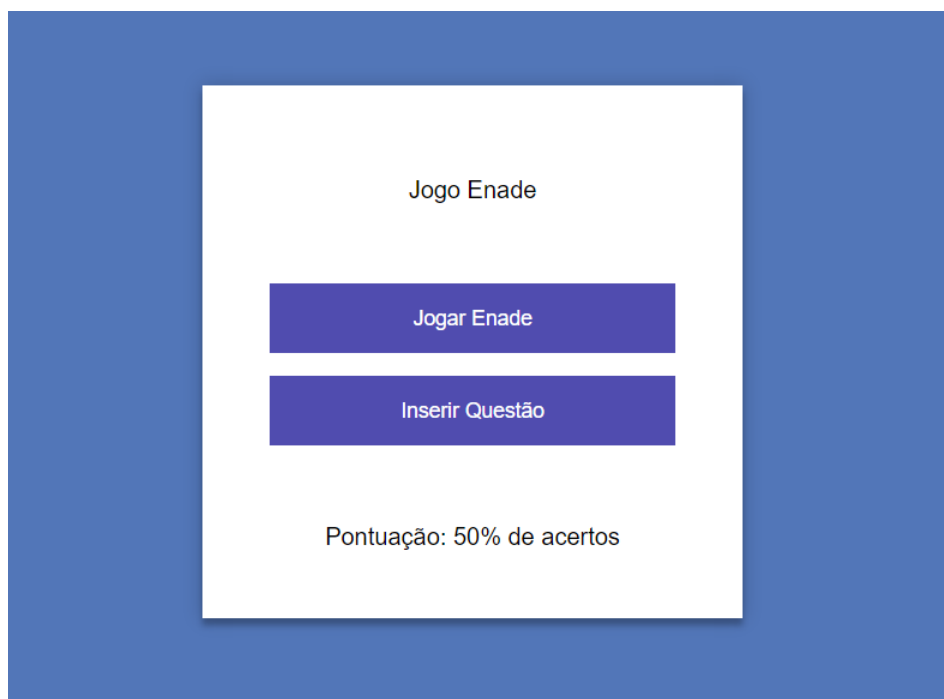 Jogo Enade
Jogar Enade
Inserir Questão
Pontuação: 50% de acertos